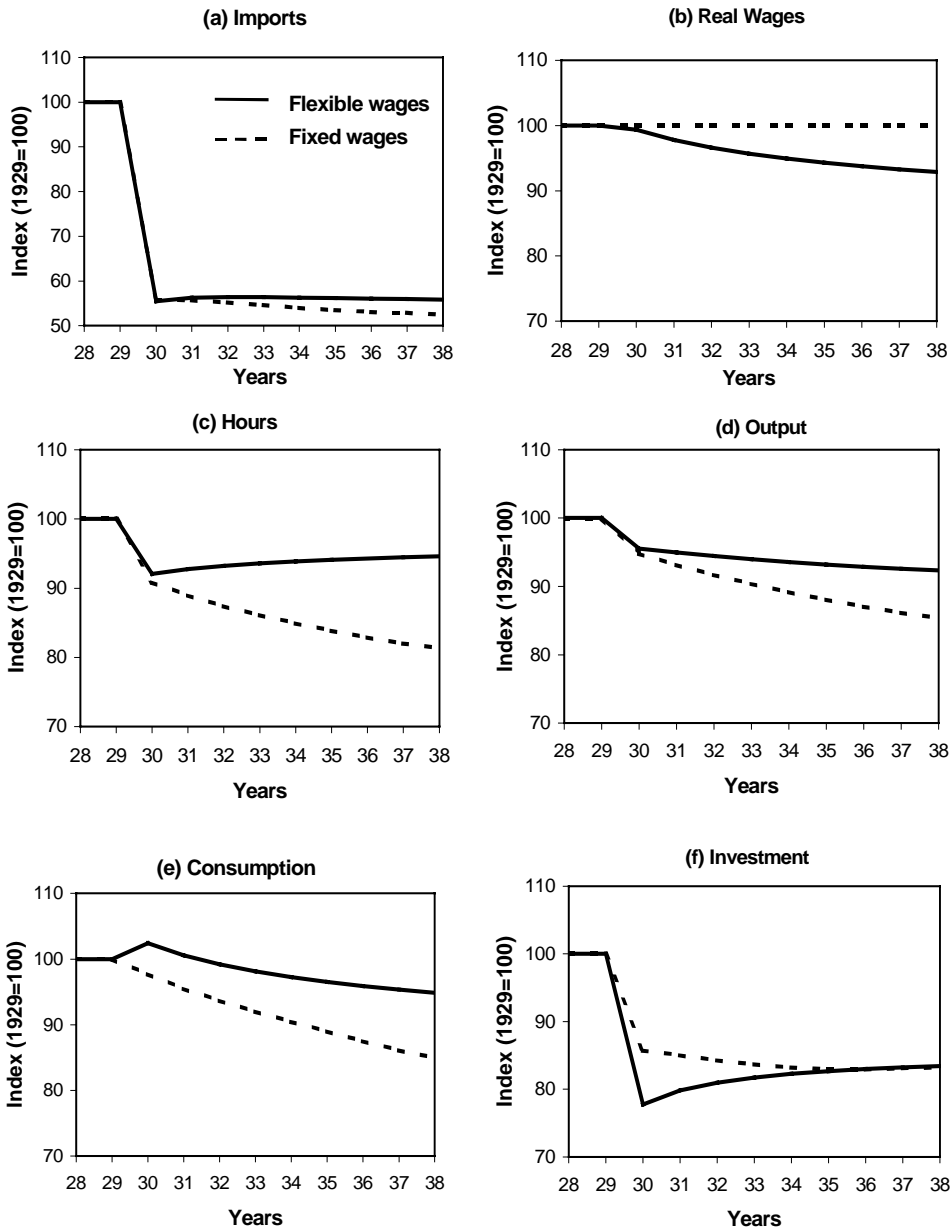 (a) Imports
Index (1929=100)
110
100
90
80
70
60
50
Flexible wages
Fixed wages
28 29 30 31 32 33 34 35 36 37 38
Years
(b) Real Wages
Index (1929=100)
110
100
90
80
70
28 29 30 31 32 33 34 35 36 37 38
Years
(c) Hours
Index (1929=100)
110
100
90
80
70
28 29 30 31 32 33 34 35 36 37 38
Years
(d) Output
Index (1929=100)
110
100
90
80
70
28 29 30 31 32 33 34 35 36 37 38
Years
(e) Consumption
Index (1929=100)
110
100
90
80
70
28 29 30 31 32 33 34 35 36 37 38
Years
(f) Investment
Index (1929=100)
110
100
90
80
70
28 29 30 31 32 33 34 35 36 37 38
Years